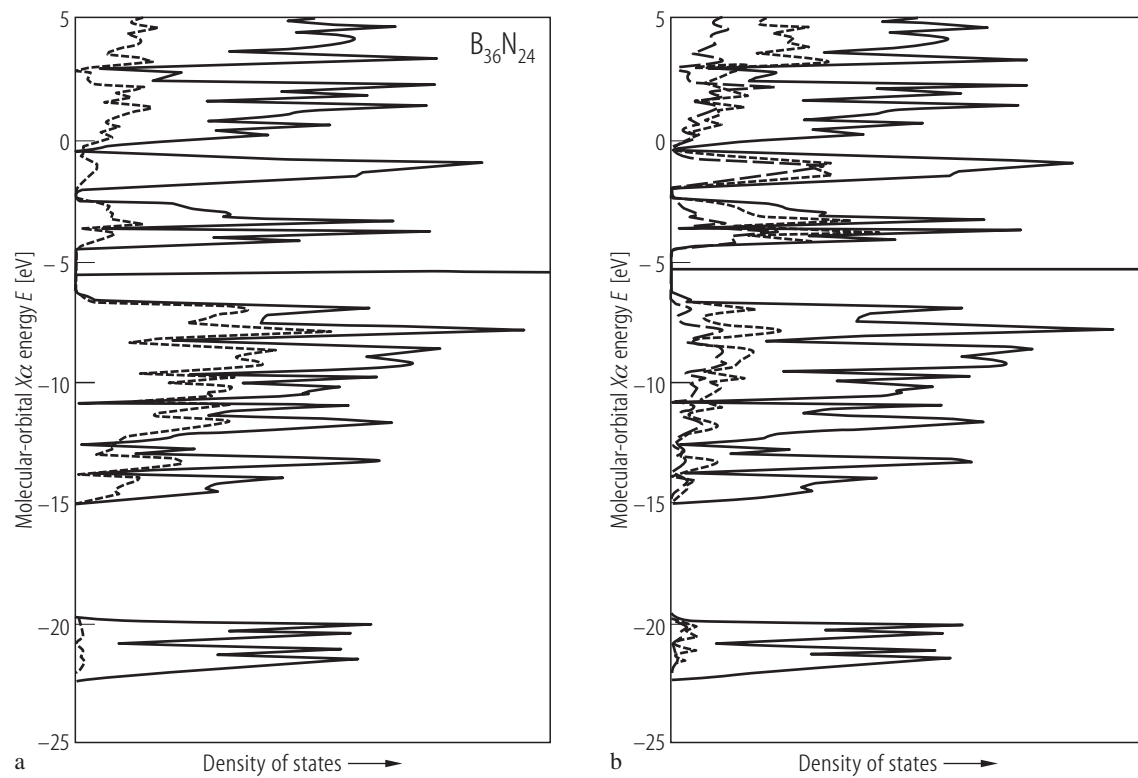 B36N24
Molecular-orbital Xα energy E [eV]
5
0
−5
−10
−15
−20
−25
a
Density of states
Molecular-orbital Xα energy E [eV]
5
0
−5
−10
−15
−20
−25
b
Density of states